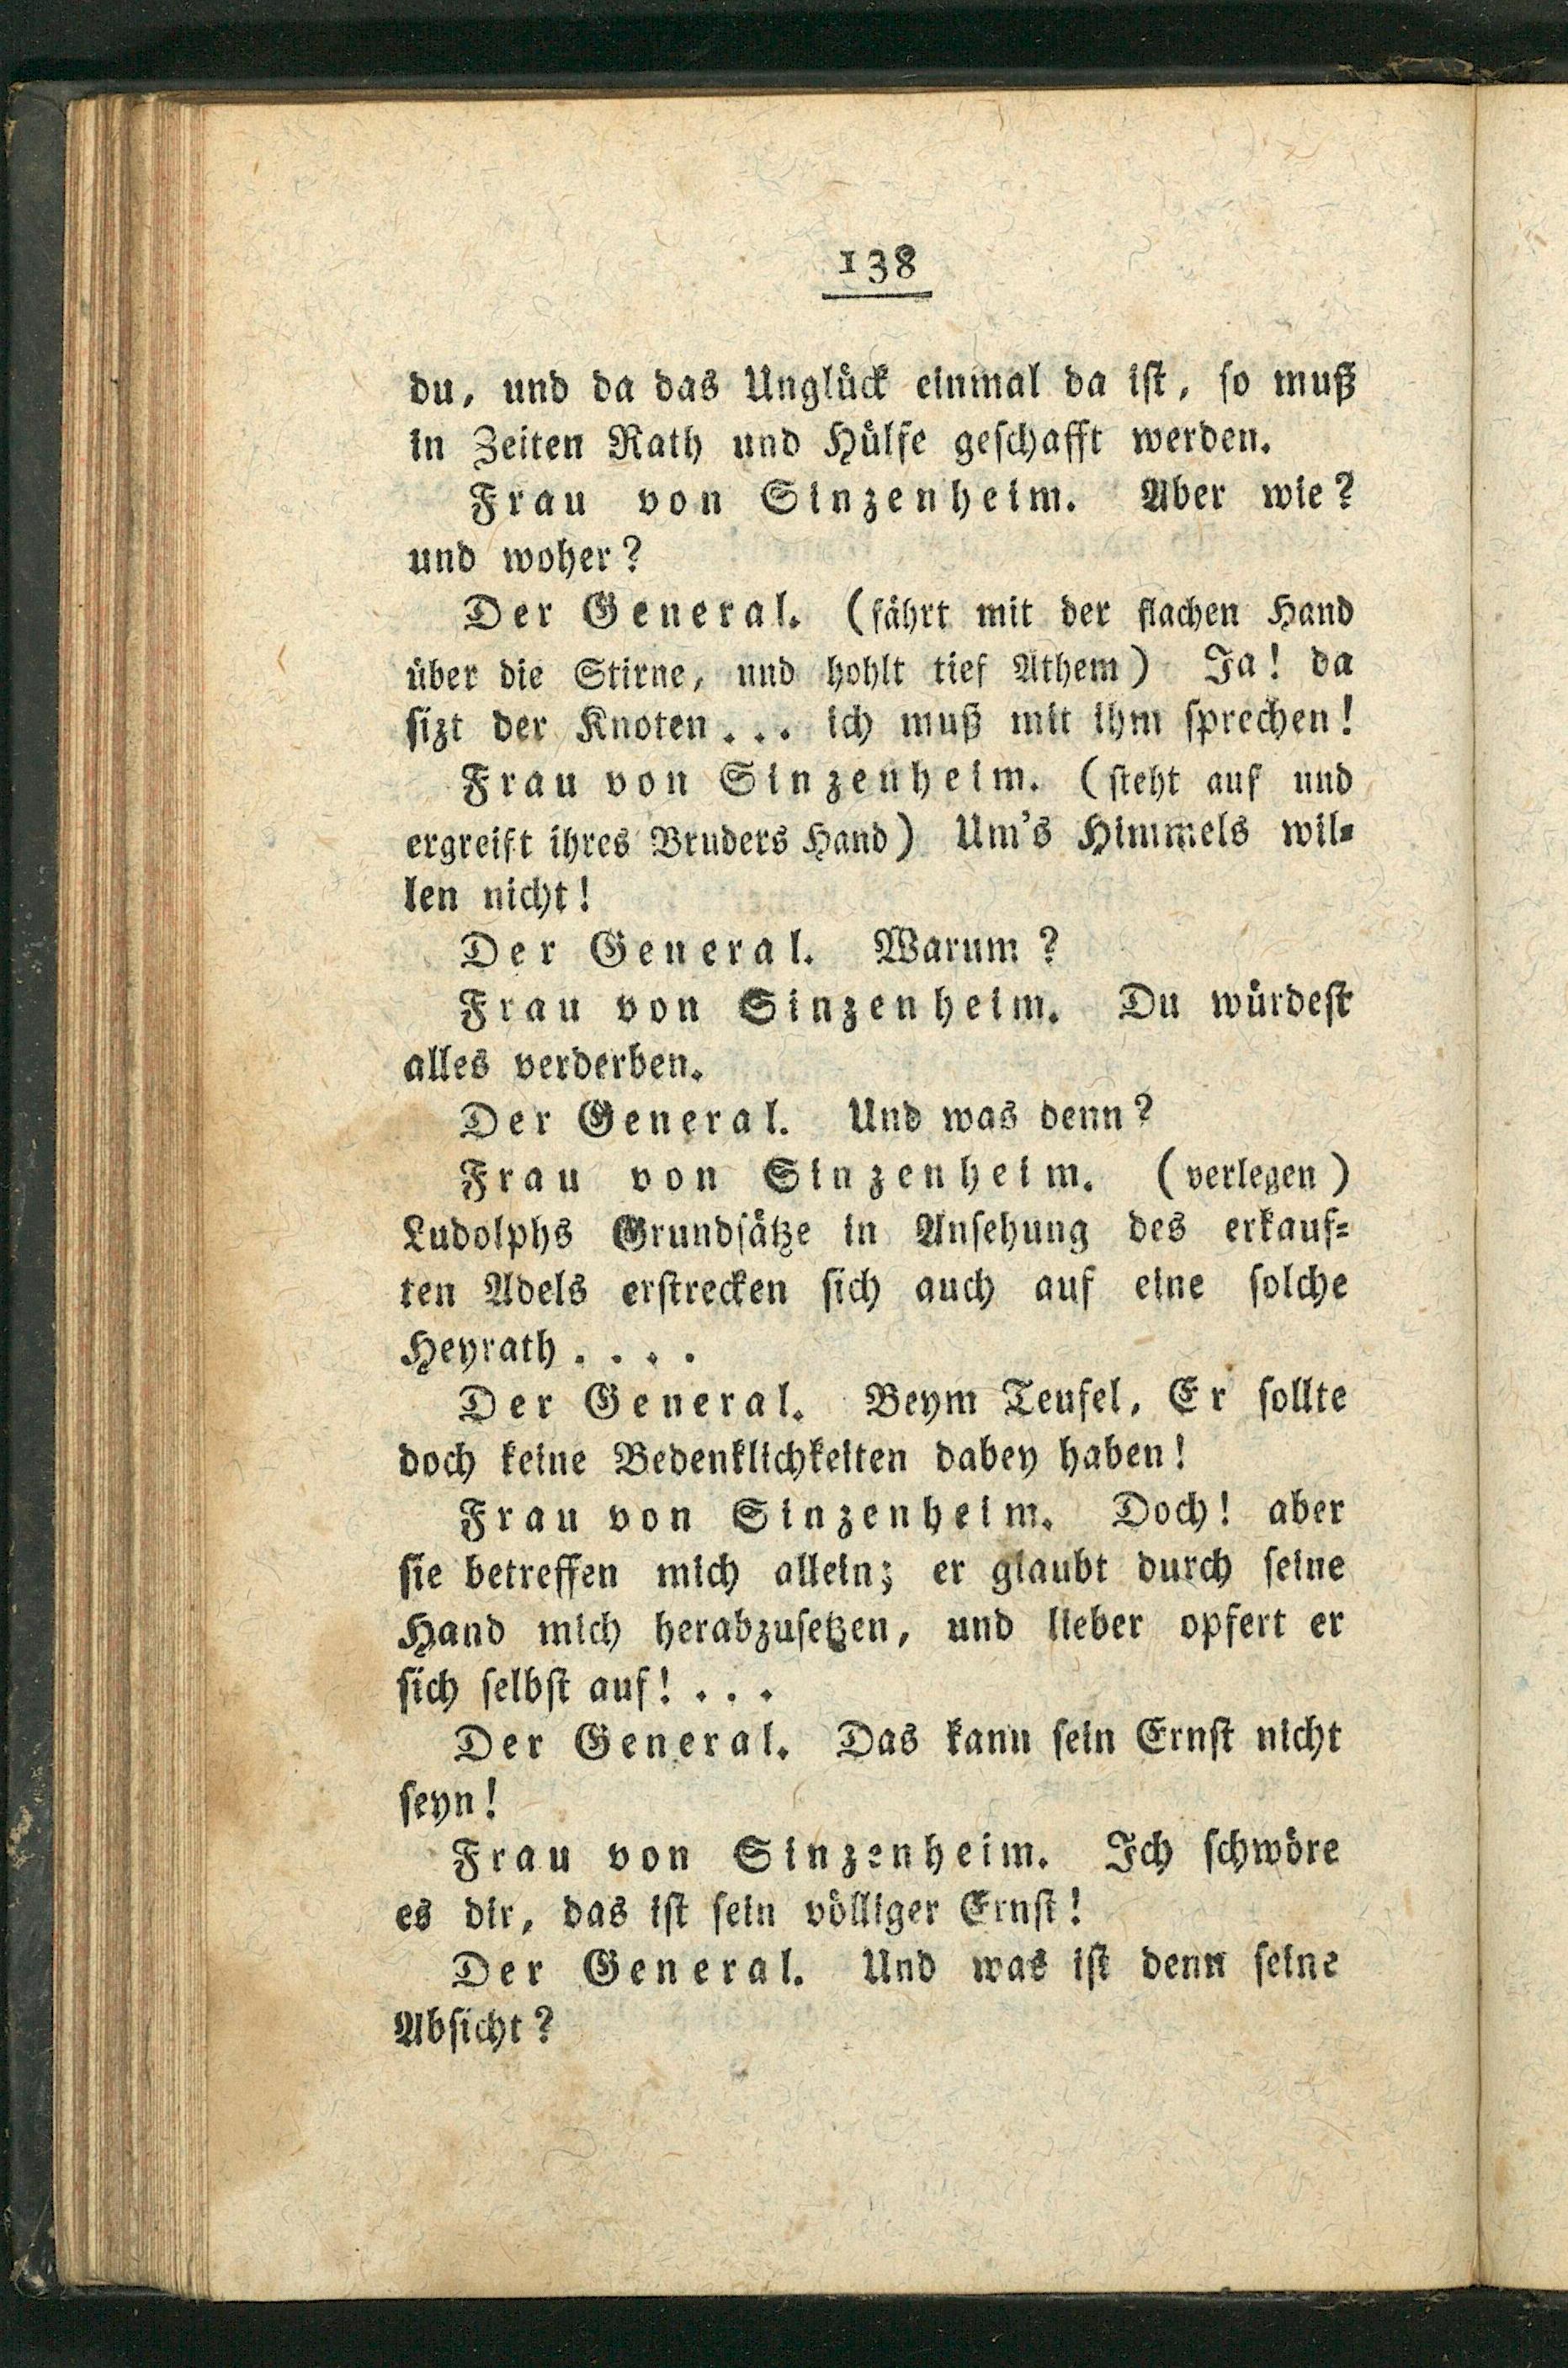 138
du, und da das Unglück einmal da iſt, ſo muß
in Zeiten Rath und Hülfe geſchafft werden.
Frau von Sinzenheim. Aber wie?
und woher?
Der General. (fährt mit der flachen Hand
über die Stirne, und hohlt tief Athem) Ja! da
ſizt der Knoten... ich muß mit ihm ſprechen!
Frau von Sinzenheim. (ſteht auf und
ergreift ihres Bruders Hand) Um's Himmels wil⸗
len nicht!
Der General. Warum?
Frau von Sinzenheim. Du würdeſt
alles verderben.
Der General. Und was denn?
Frau von Sinzenheim. (verlegen)
Ludolphs Grundſätze in Anſehung des erkauf⸗
ten Adels erſtrecken ſich auch auf eine ſolche
Heyrath....
Der General. Beym Teufel, Er ſollte
doch keine Bedenklichkeiten dabey haben!
Frau von Sinzenheim. Doch! aber
ſie betreffen mich allein; er glaubt durch ſeine
Hand mich herabzuſetzen, und lieber opfert er
ſich ſelbſt auf!...
Der General. Das kann ſein Ernſt nicht
ſeyn!
Frau von Sinzenheim. Ich ſchwöre
es dir, das iſt ſein völliger Ernſt!
Der General. Und was iſt denn ſeine
Abſicht?